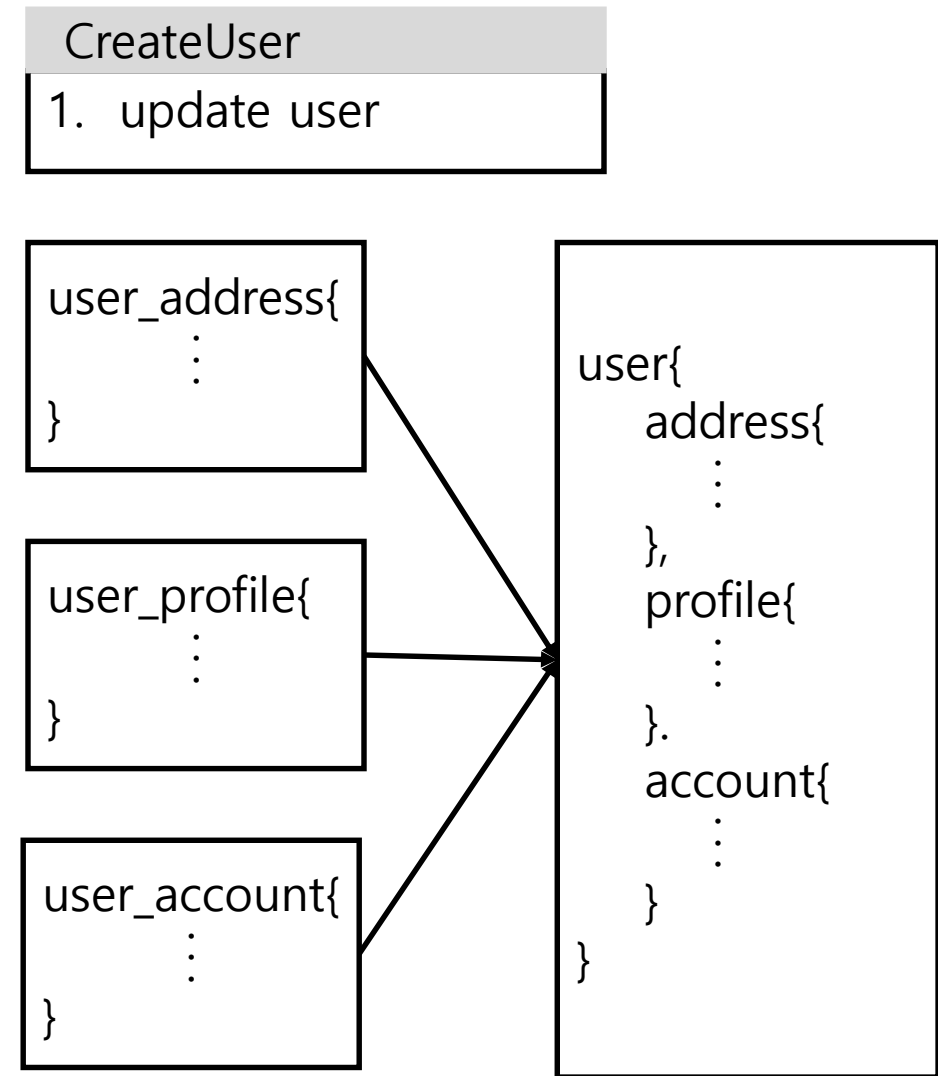 CreateUser
1. update user
user_address{
⋮
}
user_profile{
⋮
}
user_account{
⋮
}
user{
address{
⋮
},
profile{
⋮
}.
account{
⋮
}
}